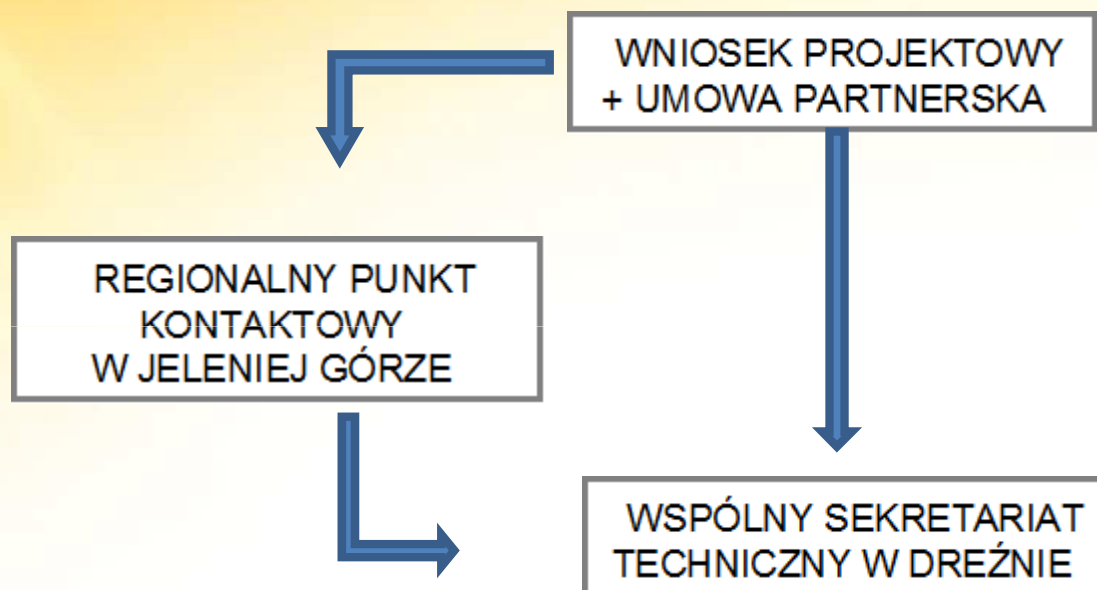 WNIOSEK PROJEKTOWY
+ UMOWA PARTNERSKA
REGIONALNY PUNKT
KONTAKTOWY
W JELENIEJ GÓRZE
WSPÓLNY SEKRETARIAT
TECHNICZNY W DREŹNIE